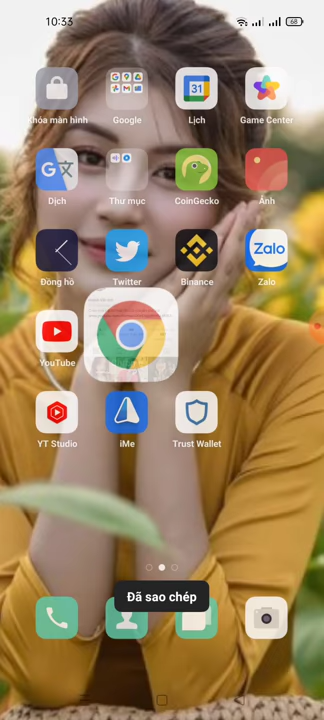 10:33
68
Khóa màn hình
Google
Lịch
Game Center
31
Dịch
Thư mục
CoinGecko
Ảnh
Đồng hồ
Twitter
Binance
Zalo
Zalo
YouTube
YT Studio
iMe
Trust Wallet
Đã sao chép